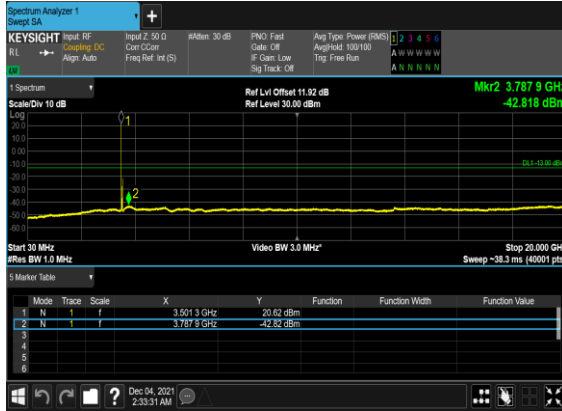 Spectrum Analyzer 1
Swept SA
+
KEYSIGHT Input: RF Input Z: 50 Ω #Atten: 30 dB PNO: Fast Avg Type: Power (RMS) 1 2 3 4 5 6
RL Coupling: DC Corr CCorr Gate: Off Avg|Hold: 100/100 A W W W W W
Align: Auto Freq Ref: Int (S) IF Gain: Low Trig: Free Run
Sig Track: Off A N N N N N
1 Spectrum Ref Lvl Offset 11.92 dB Mkr2 3.787 9 GHz
Scale/Div 10 dB Ref Level 30.00 dBm -42.818 dBm
Log
20.0
10.0
0.00
-10.0
DL1 -13.00 dBm
-20.0
-30.0
-40.0
-50.0
-60.0
1
2
Start 30 MHz Video BW 3.0 MHz* Stop 20.000 GHz
#Res BW 1.0 MHz Sweep ~38.3 ms (40001 pts)
5 Marker Table
Mode Trace Scale X Y Function Function Width Function Value
1 N 1 f 3.501 3 GHz 20.62 dBm
2 N 1 f 3.787 9 GHz -42.82 dBm
3
4
5
6
? Dec 04, 2021
2:33:31 AM